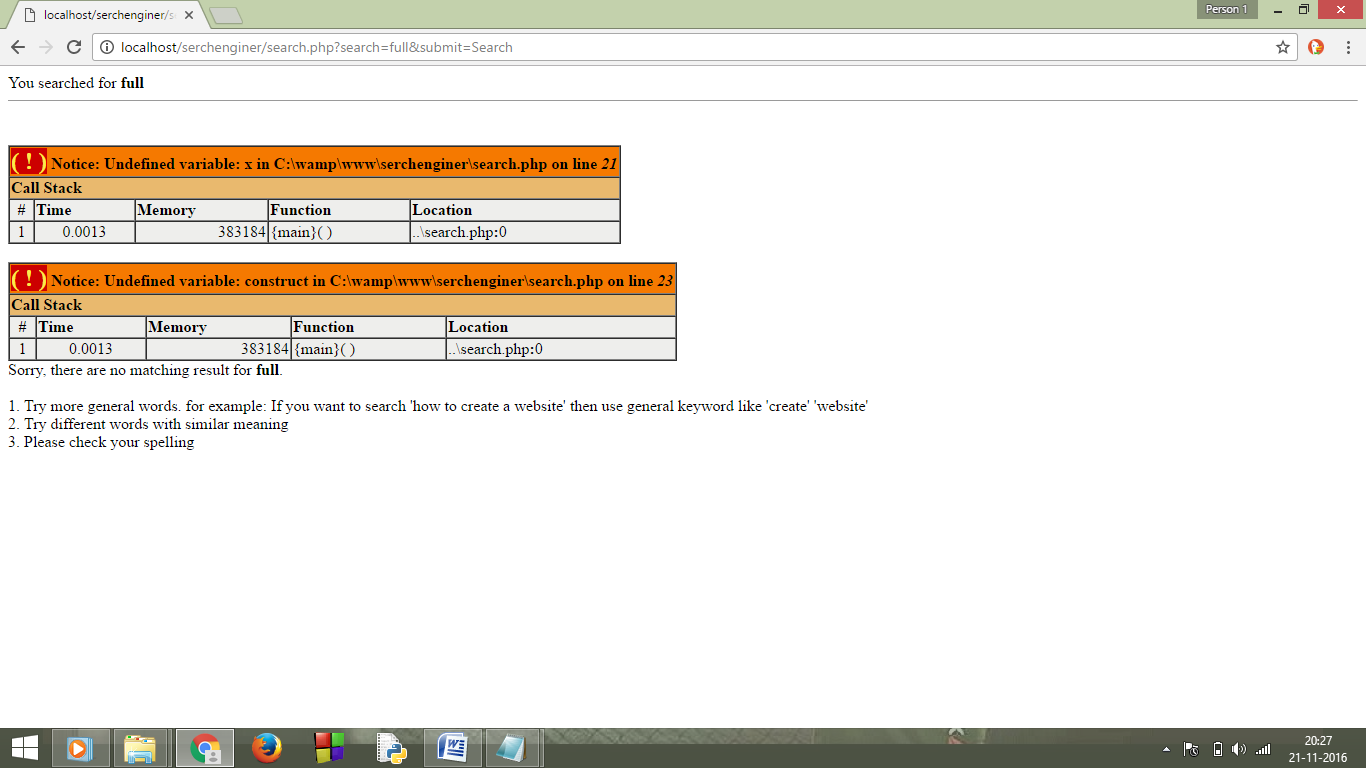 localhost/serchenginer/s
Person 1
localhost/serchenginer/search.php?search=full&submit=Search
You searched for full
( ! ) Notice: Undefined variable: x in C:\wamp\www\serchenginer\search.php on line 21
Call Stack
# Time Memory Function Location
1 0.0013 383184 {main}( ) ..\search.php:0
( ! ) Notice: Undefined variable: construct in C:\wamp\www\serchenginer\search.php on line 23
Call Stack
# Time Memory Function Location
1 0.0013 383184 {main}( ) ..\search.php:0
Sorry, there are no matching result for full.
1. Try more general words. for example: If you want to search 'how to create a website' then use general keyword like 'create' 'website'
2. Try different words with similar meaning
3. Please check your spelling
20:27
21-11-2016